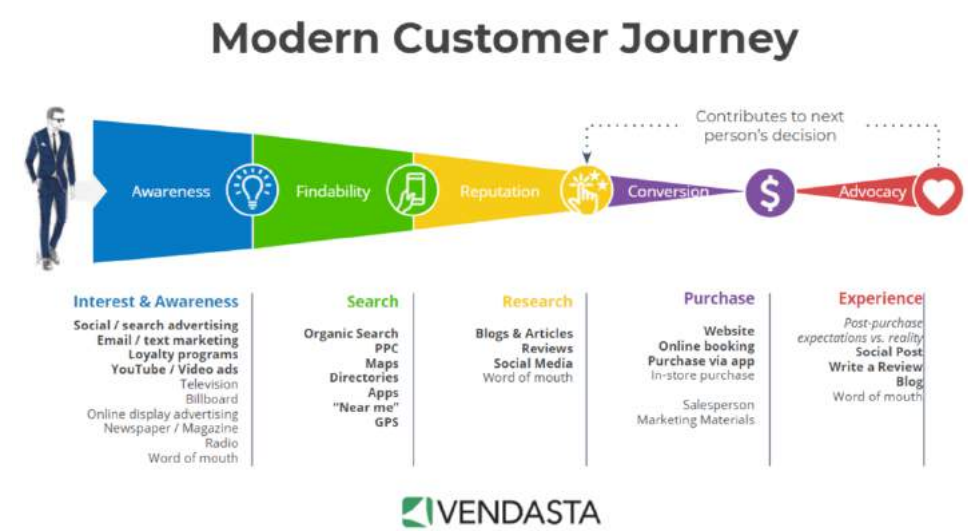 Modern Customer Journey
Contributes to next
person's decision
Awareness
Findability
Reputation
Conversion
$
Advocacy
Interest & Awareness
Social / search advertising
Email / text marketing
Loyalty programs
YouTube / Video ads
Television
Billboard
Online display advertising
Newspaper / Magazine
Radio
Word of mouth
Search
Organic Search
PPC
Maps
Directories
Apps
"Near me"
GPS
Research
Blogs & Articles
Reviews
Social Media
Word of mouth
Purchase
Website
Online booking
Purchase via app
In-store purchase
Salesperson
Marketing Materials
Experience
Post-purchase
expectations vs. reality
Social Post
Write a Review
Blog
Word of mouth
VENDASTA